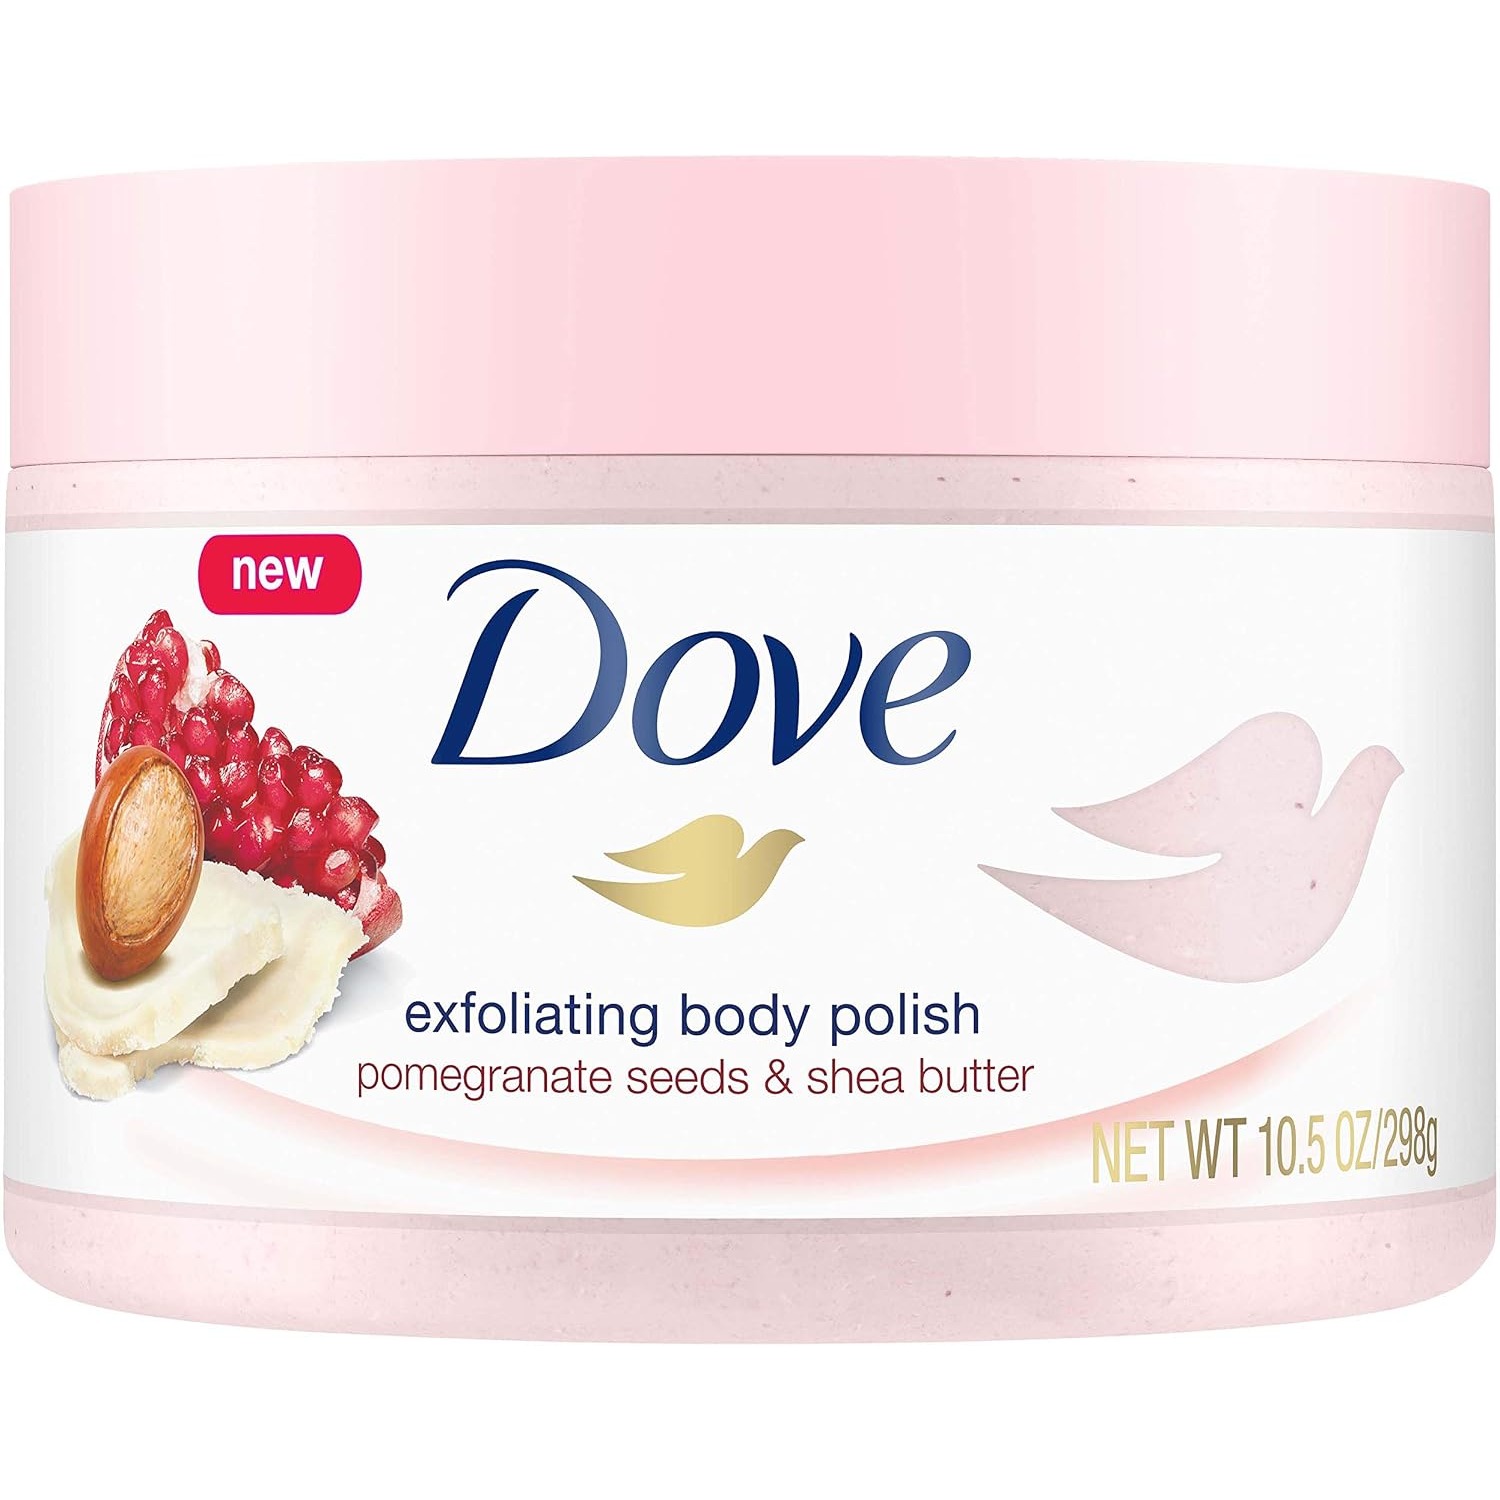 new
Dove
exfoliating body polish
pomegranate seeds & shea butter
NET WT 10.5 OZ/298g